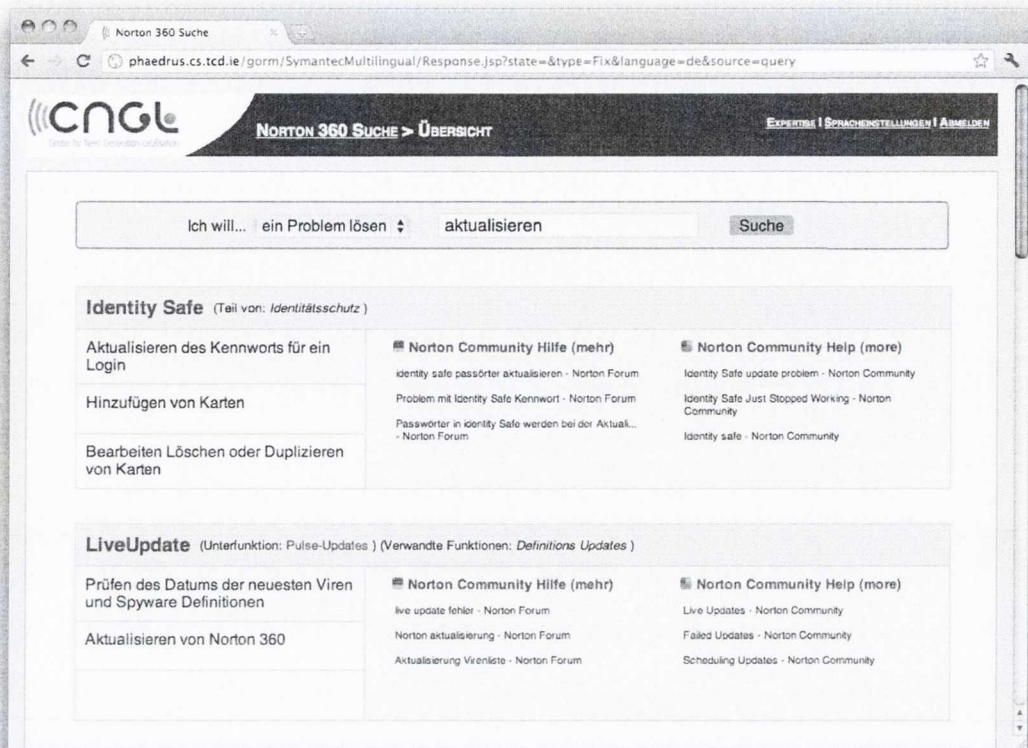 Norton 360 Suche
phaedrus.cs.tcd.ie/gorm/SymantecMultilingual/Response.jsp?state=&type=Fix&language=de&source=query
CNGL
Centre for Next Generation Localisation
NORTON 360 SUCHE > ÜBERSICHT
EXPERTISE | SPRACHEINSTELLUNGEN | ABMELDEN
Ich will... ein Problem lösen aktualisieren Suche
Identity Safe (Teil von: Identitätsschutz )
Aktualisieren des Kennworts für ein
Login
Hinzufügen von Karten
Bearbeiten Löschen oder Duplizieren
von Karten
Norton Community Hilfe (mehr)
identity safe passörter aktualisieren - Norton Forum
Problem mit Identity Safe Kennwort - Norton Forum
Passwörter in identity Safe werden bei der Aktuali...
- Norton Forum
Norton Community Help (more)
Identity Safe update problem - Norton Community
Identity Safe Just Stopped Working - Norton
Community
Identity safe - Norton Community
LiveUpdate (Unterfunktion: Pulse-Updates ) (Verwandte Funktionen: Definitions Updates )
Prüfen des Datums der neuesten Viren
und Spyware Definitionen
Aktualisieren von Norton 360
Norton Community Hilfe (mehr)
live update fehler - Norton Forum
Norton aktualisierung - Norton Forum
Aktualisierung Virenliste - Norton Forum
Norton Community Help (more)
Live Updates - Norton Community
Failed Updates - Norton Community
Scheduling Updates - Norton Community